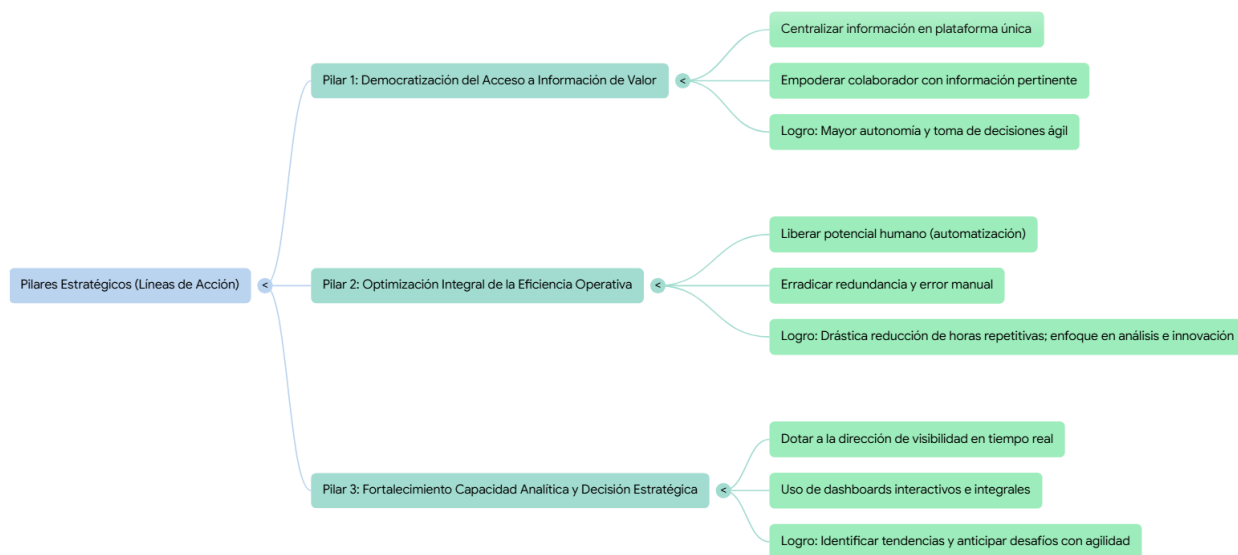 Pilares Estratégicos (Líneas de Acción)
Pilar 1: Democratización del Acceso a Información de Valor
Centralizar información en plataforma única
Empoderar colaborador con información pertinente
Logro: Mayor autonomía y toma de decisiones ágil
Pilar 2: Optimización Integral de la Eficiencia Operativa
Liberar potencial humano (automatización)
Erradicar redundancia y error manual
Logro: Drástica reducción de horas repetitivas; enfoque en análisis e innovación
Pilar 3: Fortalecimiento Capacidad Analítica y Decisión Estratégica
Dotar a la dirección de visibilidad en tiempo real
Uso de dashboards interactivos e integrales
Logro: Identificar tendencias y anticipar desafíos con agilidad